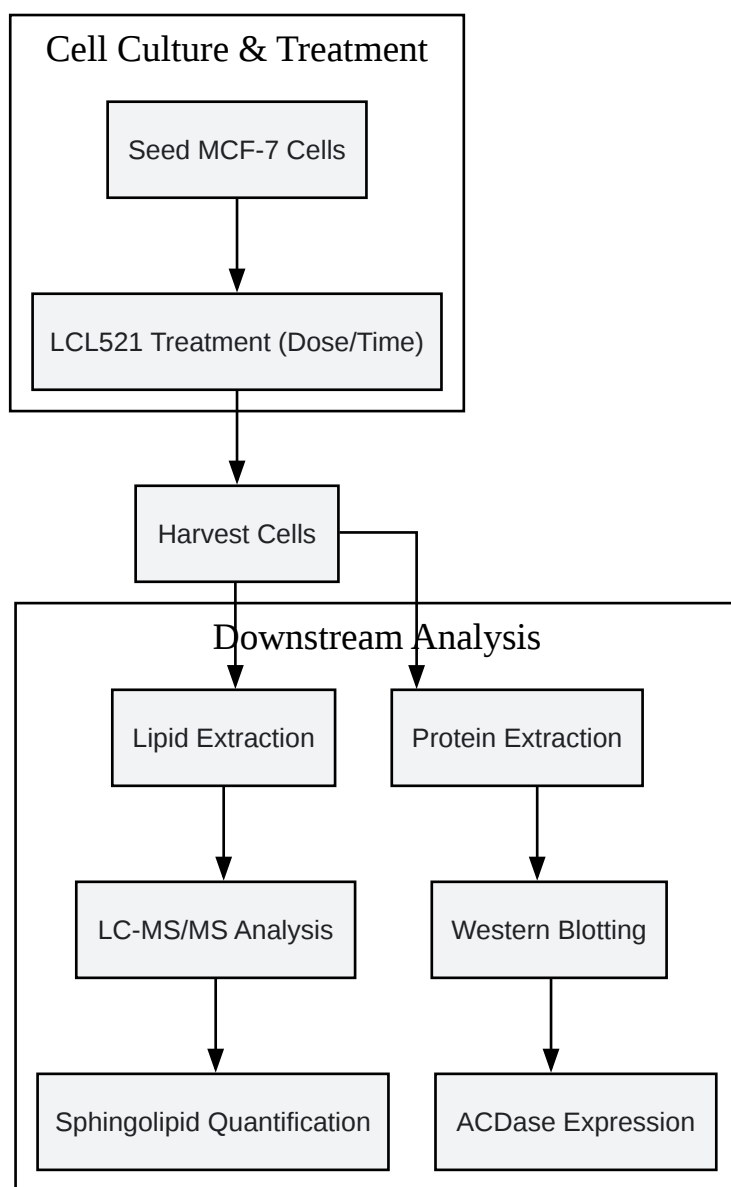 Cell Culture & Treatment
Seed MCF-7 Cells
LCL521 Treatment (Dose/Time)
Harvest Cells
Downstream Analysis
Lipid Extraction
Protein Extraction
LC-MS/MS Analysis
Western Blotting
Sphingolipid Quantification
ACDase Expression